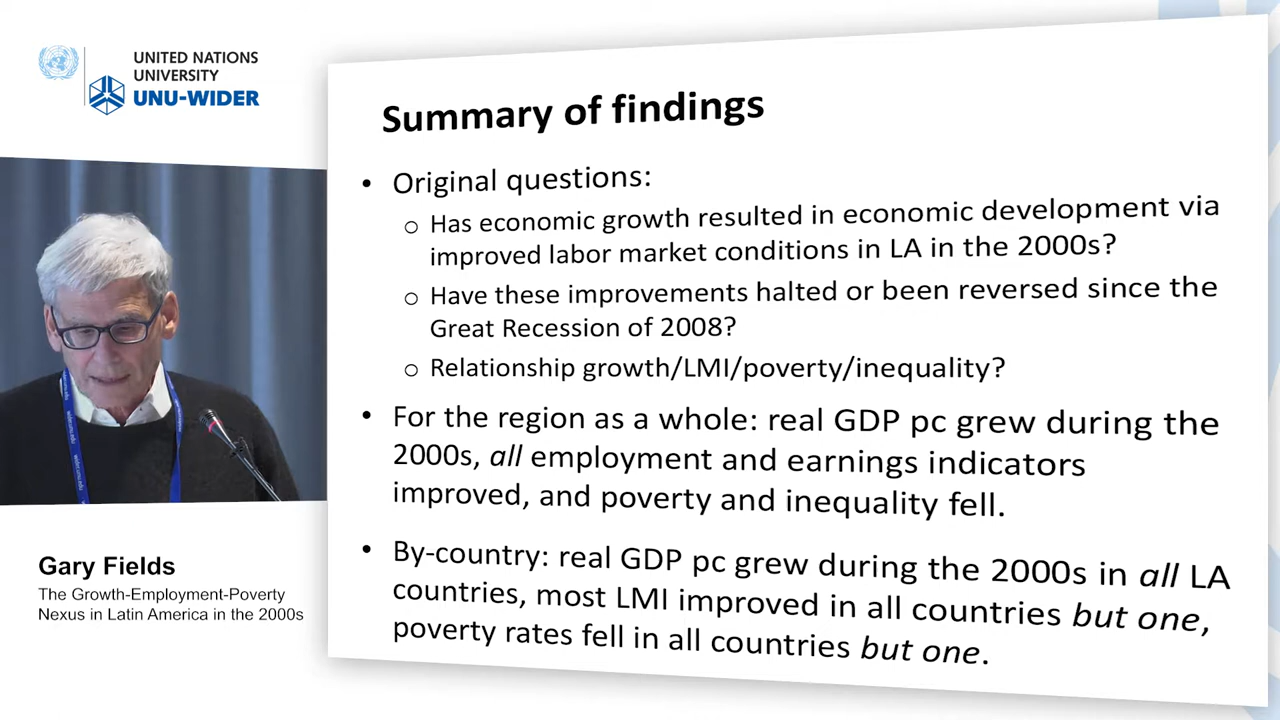 UNITED NATIONS
UNIVERSITY
UNU-WIDER
Summary of findings
• Original questions:
o Has economic growth resulted in economic development via
improved labor market conditions in LA in the 2000s?
o Have these improvements halted or been reversed since the
Great Recession of 2008?
o Relationship growth/LMI/poverty/inequality?
• For the region as a whole: real GDP pc grew during the
2000s, all employment and earnings indicators
improved, and poverty and inequality fell.
• By-country: real GDP pc grew during the 2000s in all LA
countries, most LMI improved in all countries but one,
poverty rates fell in all countries but one.
Gary Fields
The Growth-Employment-Poverty
Nexus in Latin America in the 2000s